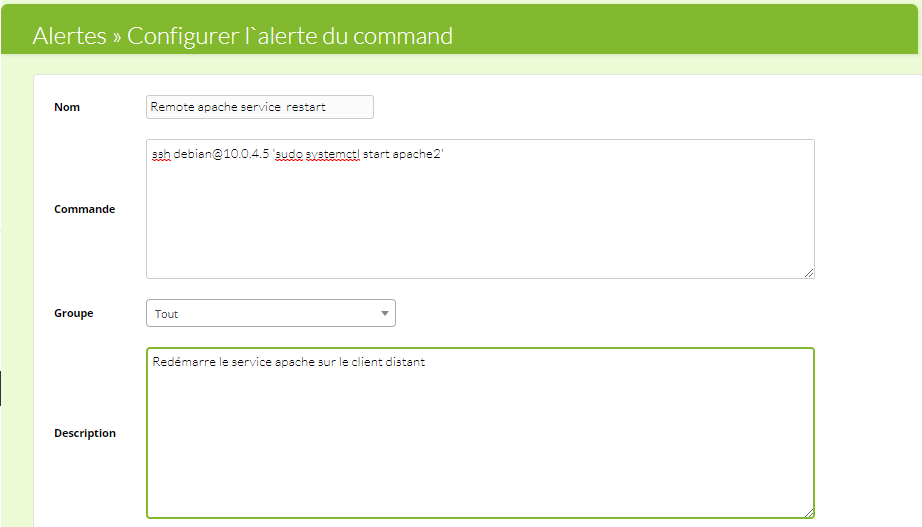 Alertes » Configurer l`alerte du command
Nom
Remote apache service  restart
Commande
ssh debian@10.0.4.5 'sudo systemctl start apache2'
Groupe
Tout
Description
Redémarre le service apache sur le client distant